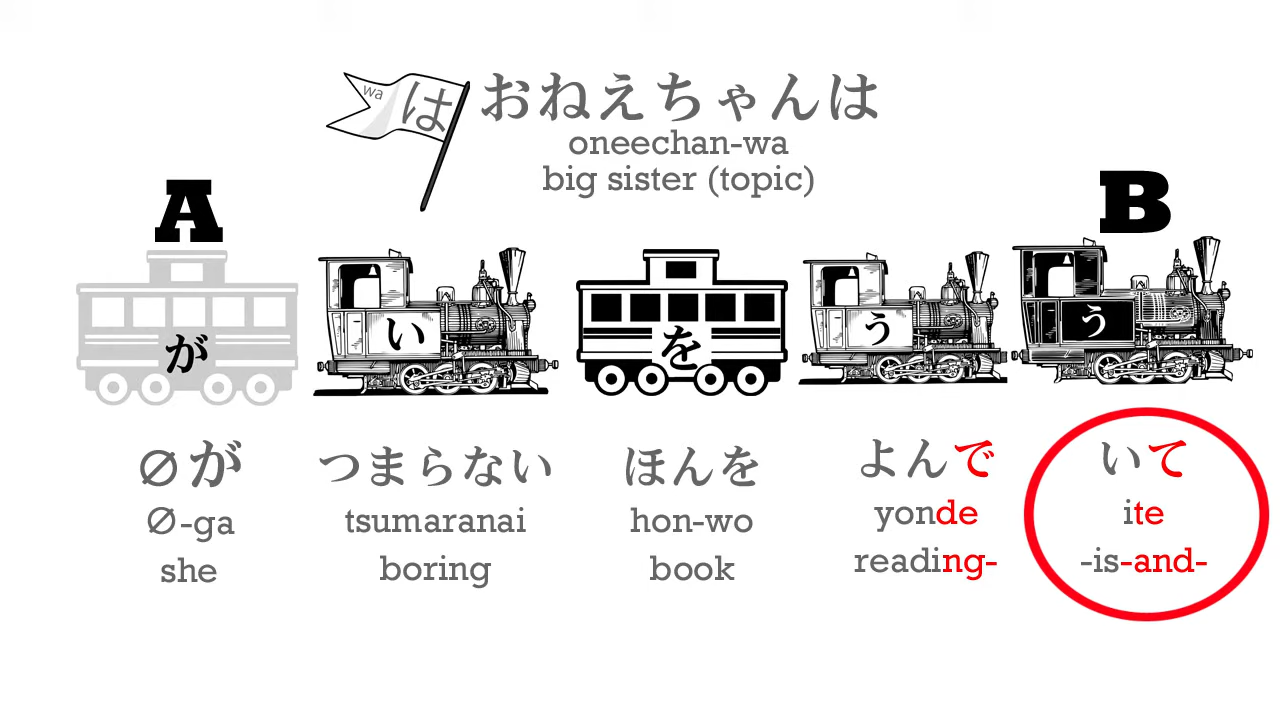 wa は
おねえちゃんは
oneechan-wa
big sister (topic)
A
B
が
い
を
う
う
∅が
つまらない
ほんを
よんで
いて
∅-ga
tsumaranai
hon-wo
yonde
ite
she
boring
book
reading-
-is-and-